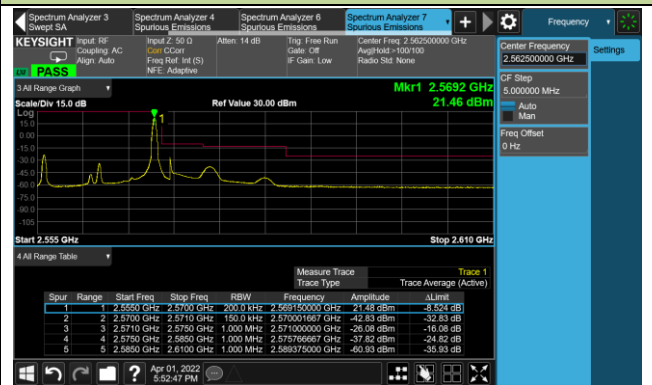 Spectrum Analyzer 3
Swept SA
Spectrum Analyzer 4
Spurious Emissions
Spectrum Analyzer 6
Spurious Emissions
Spectrum Analyzer 7
Spurious Emissions
Frequency
KEYSIGHT
Input: RF
Coupling: AC
Align: Auto
Input Z: 50 Ω
Corr CCorr
Freq Ref: Int (S)
NFE: Adaptive
Atten: 14 dB
Trig: Free Run
Gate: Off
IF Gain: Low
Center Freq: 2.562500000 GHz
Avg|Hold:>100/100
Radio Std: None
PASS
Center Frequency
2.562500000 GHz
Settings
CF Step
5.000000 MHz
Auto
Man
Freq Offset
0 Hz
3 All Range Graph
Mkr1 2.5692 GHz
Scale/Div 15.0 dB
Ref Value 30.00 dBm
21.46 dBm
Log
1
15.0
0.00
-15.0
-30.0
-45.0
-60.0
-75.0
-90.0
-105
Start 2.555 GHz
Stop 2.610 GHz
4 All Range Table
Measure Trace Trace 1
Trace Type Trace Average (Active)
Spur Range Start Freq Stop Freq RBW Frequency Amplitude ΔLimit
1 1 2.5550 GHz 2.5700 GHz 200.0 kHz 2.569150000 GHz 21.48 dBm -8.524 dB
2 2 2.5700 GHz 2.5710 GHz 150.0 kHz 2.570001667 GHz -42.83 dBm -32.83 dB
3 3 2.5710 GHz 2.5750 GHz 1.000 MHz 2.571000000 GHz -26.08 dBm -16.08 dB
4 4 2.5750 GHz 2.5850 GHz 1.000 MHz 2.575766667 GHz -37.82 dBm -24.82 dB
5 5 2.5850 GHz 2.6100 GHz 1.000 MHz 2.589375000 GHz -60.93 dBm -35.93 dB
Apr 01, 2022
5:52:47 PM